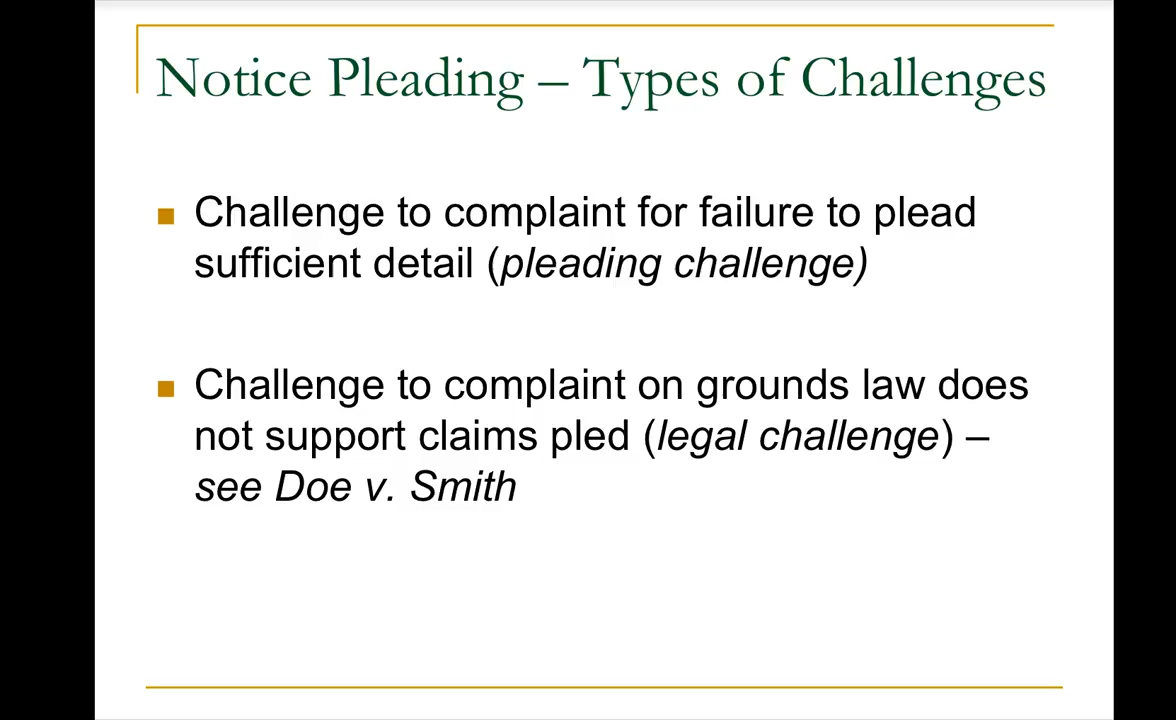 Notice Pleading – Types of Challenges
Challenge to complaint for failure to plead
sufficient detail (pleading challenge)
Challenge to complaint on grounds law does
not support claims pled (legal challenge) –
see Doe v. Smith